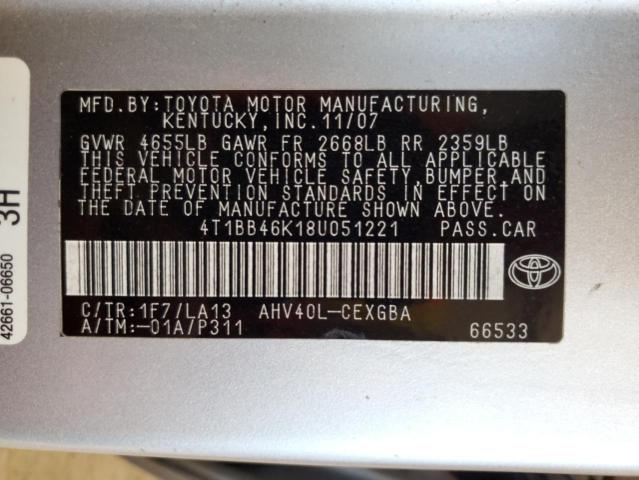 MFD.BY:TOYOTA MOTOR MANUFACTURING,
KENTUCKY,INC.11/07
GVWR 4655LB GAWR FR 2668LB RR 2359LB
THIS VEHICLE CONFORMS TO ALL APPLICABLE
FEDERAL MOTOR VEHICLE SAFETY,BUMPER,AND
THEFT PREVENTION STANDARDS IN EFFECT ON
THE DATE OF MANUFACTURE SHOWN ABOVE.
4T1BB46K18U051221 PASS.CAR
C/TR:1F7/LA13 AHV40L-CEXGBA
A/TM:-01A/P311 66533
42661-06650
3H